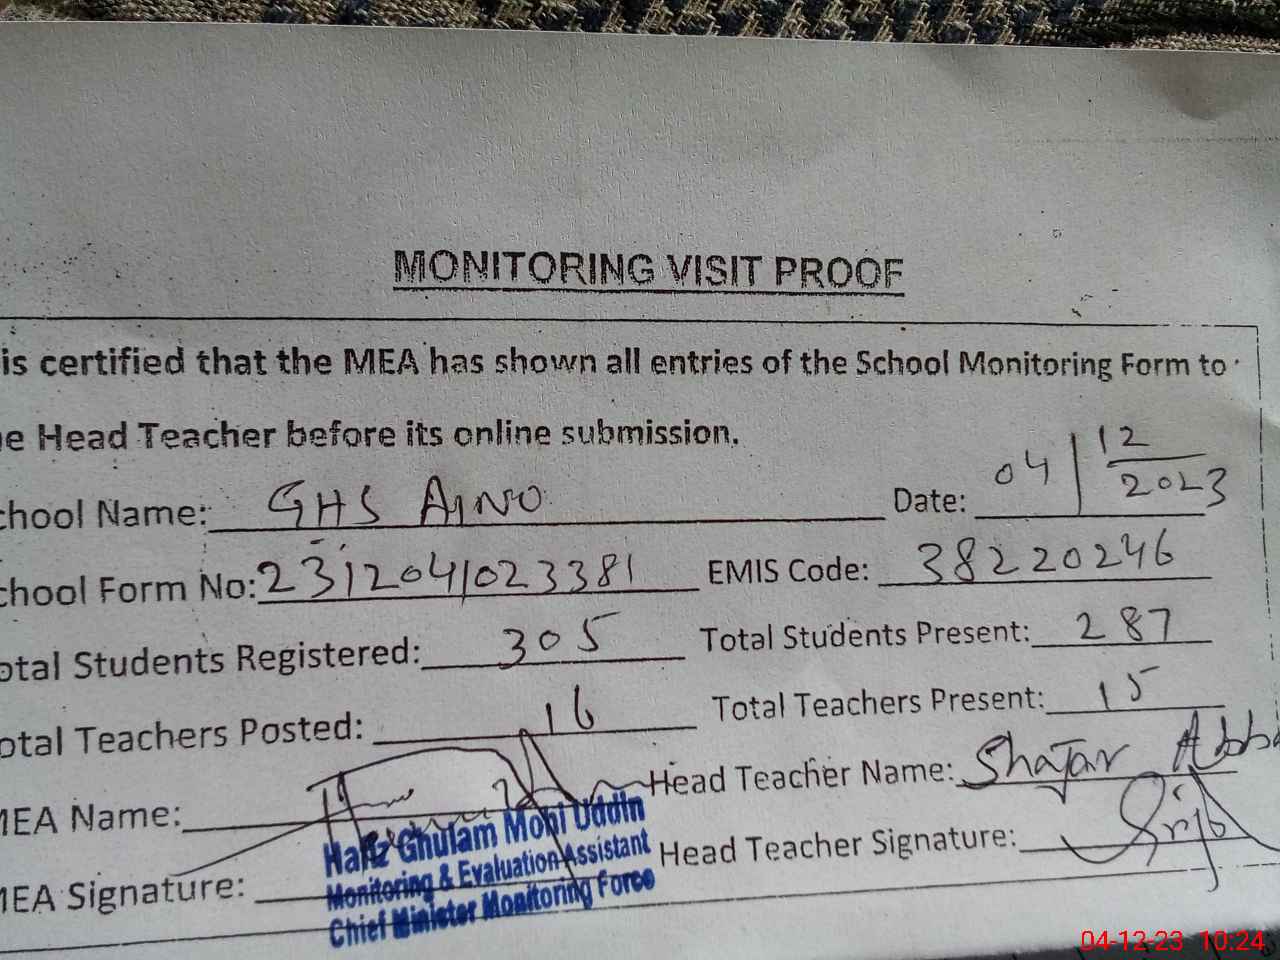 MONITORING VISIT PROOF
is certified that the MEA has shown all entries of the School Monitoring Form to
e Head Teacher before its online submission.
chool Name: GHS AINO Date: 04/12/2023
chool Form No: 2312041023381 EMIS Code: 38220246
otal Students Registered: 305 Total Students Present: 287
otal Teachers Posted: 16 Total Teachers Present: 15
MEA Name: Head Teacher Name: Shajar Abba
MEA Signature: Head Teacher Signature:
Hafiz Ghulam Mohi Uddin
Monitoring & Evaluation Assistant
Chief Minister Monitoring Force
04-12-23 10:24